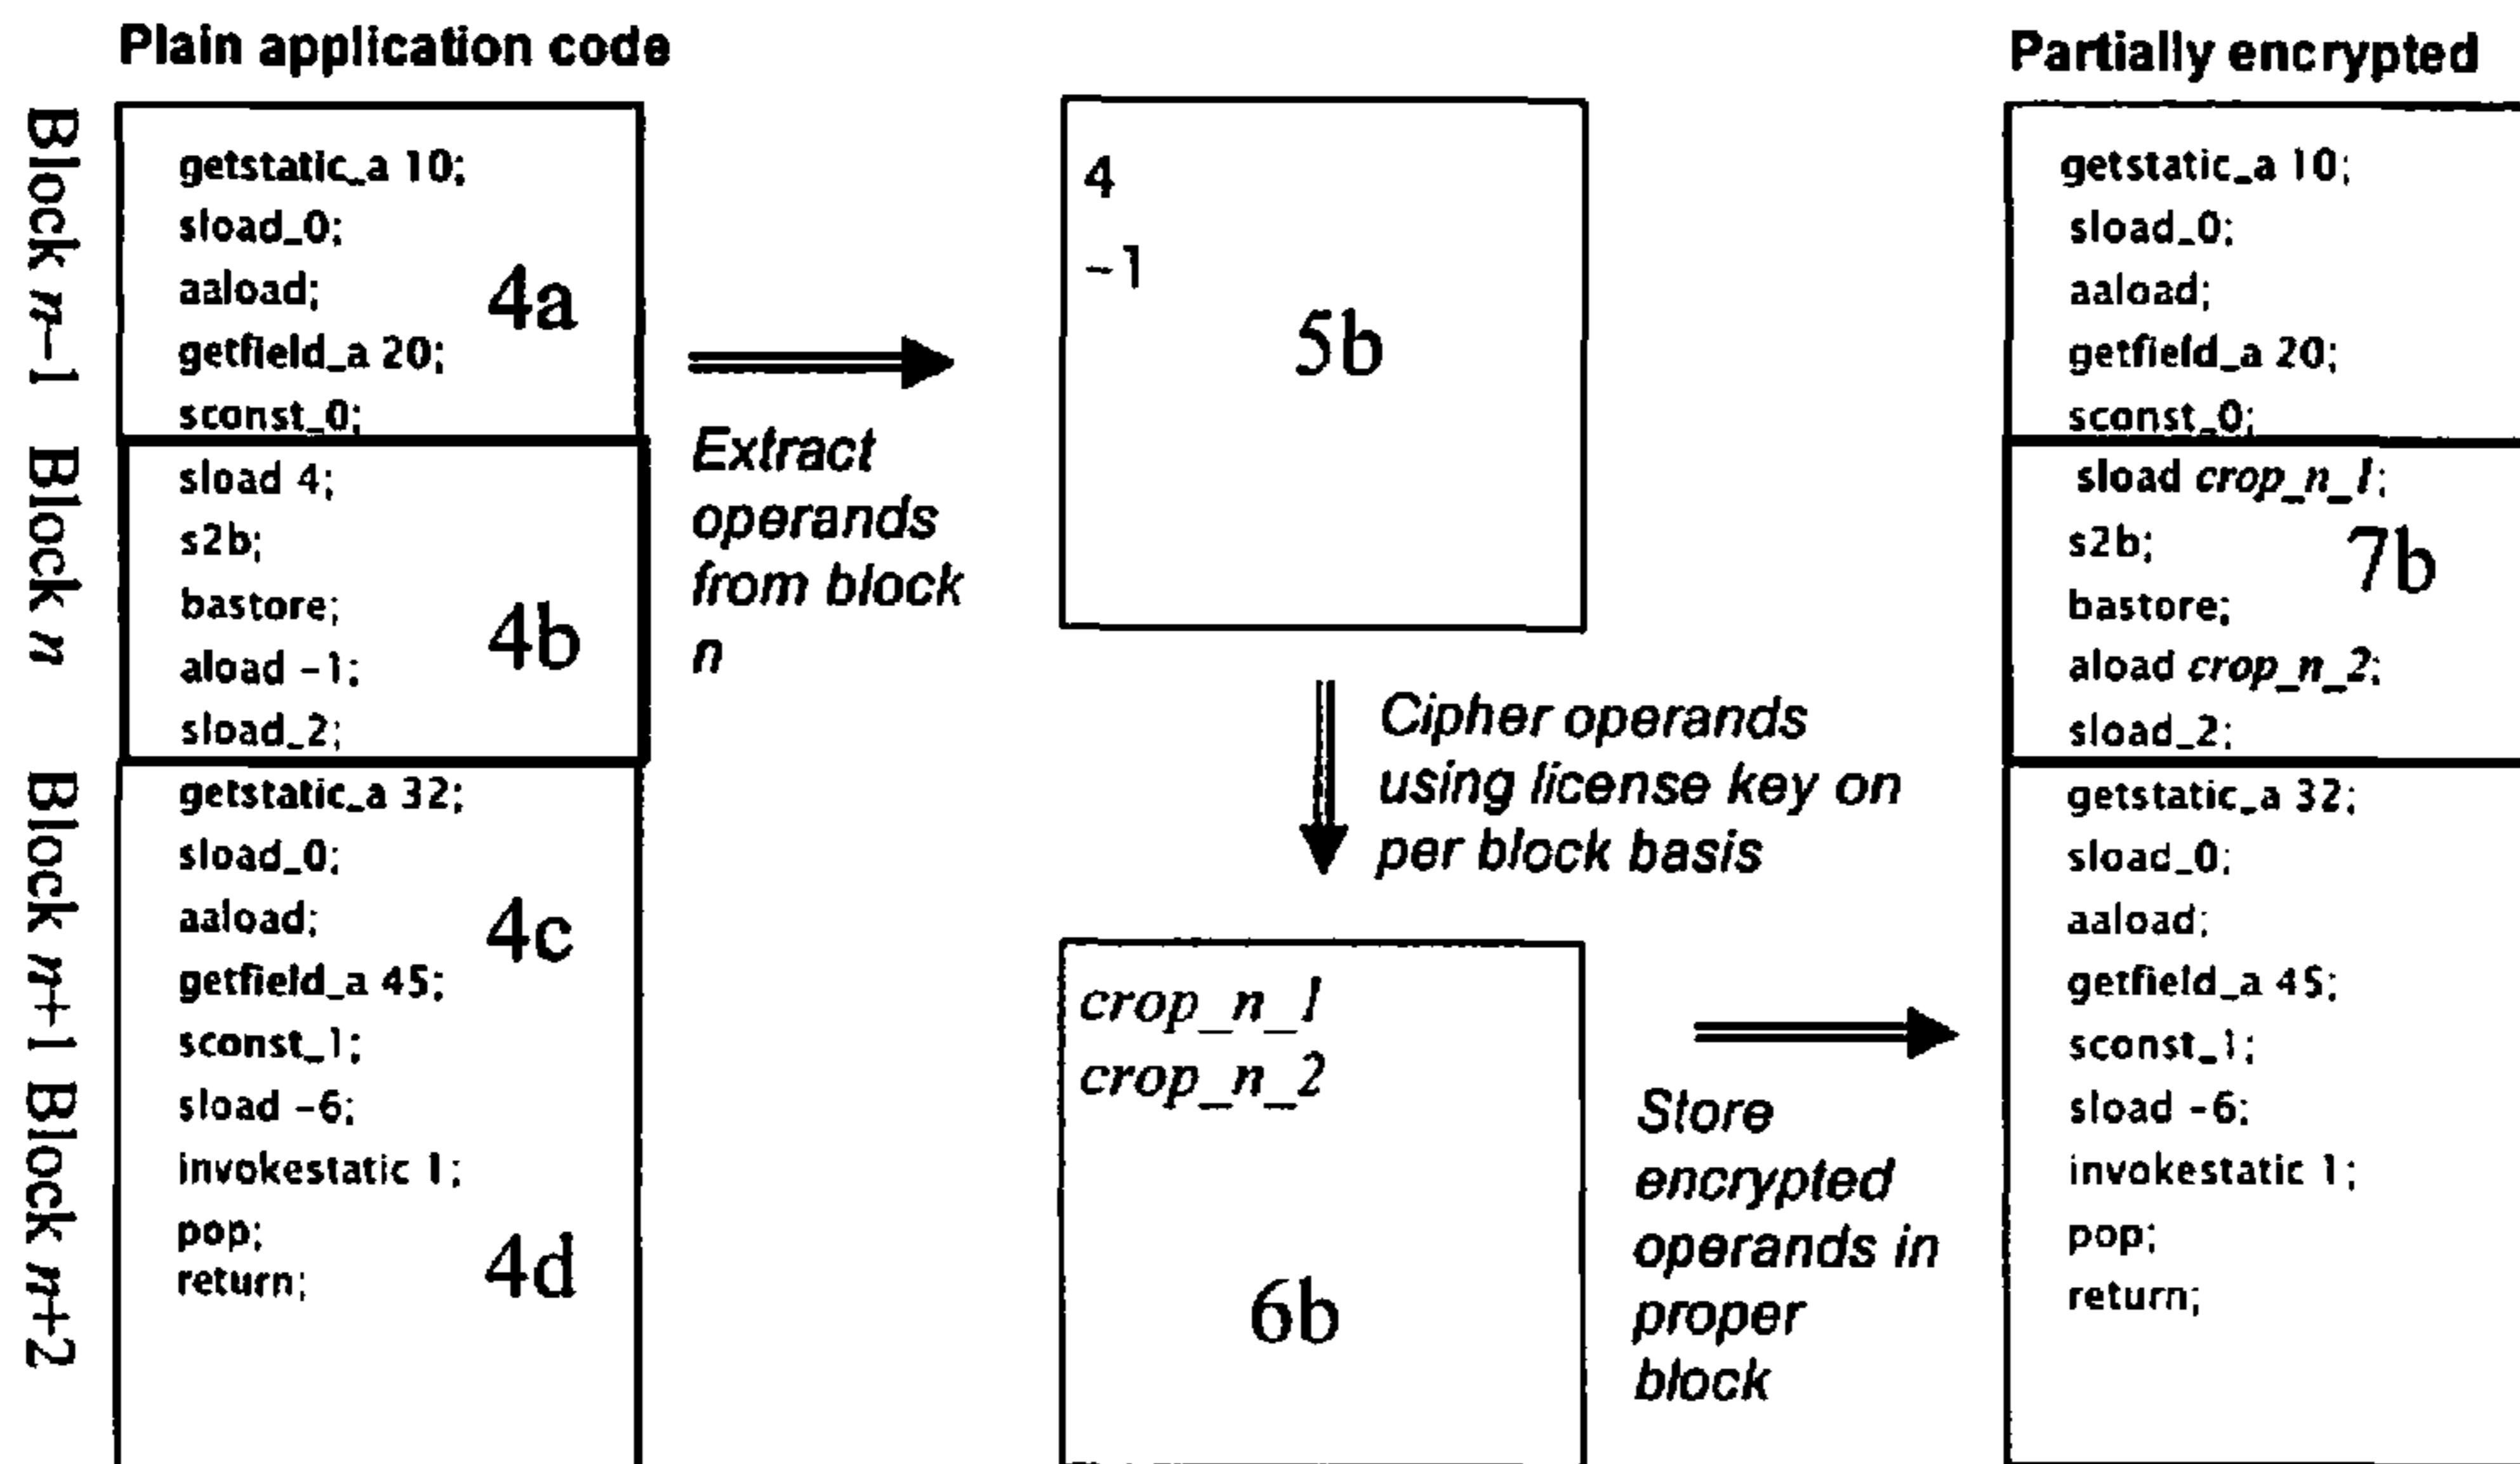 Plain application code
Block n-1
Block n
Block n+1
Block n+2
getstatic_a 10;
sload_0;
aaload;
getfield_a 20;
sconst_0;
4a
sload 4;
s2b;
bastore;
aload -1;
sload_2;
4b
getstatic_a 32;
sload_0;
aaload;
getfield_a 45;
sconst_1;
sload -6;
invokestatic 1;
pop;
return;
4c
4d
Extract
operands
from block
n
4
-1
5b
Cipher operands
using license key on
per block basis
crop_n_1
crop_n_2
6b
Store
encrypted
operands in
proper
block
Partially encrypted
getstatic_a 10;
sload_0;
aaload;
getfield_a 20;
sconst_0;
sload crop_n_1;
s2b;
bastore;
aload crop_n_2;
sload_2;
7b
getstatic_a 32;
sload_0;
aaload;
getfield_a 45;
sconst_1;
sload -6;
invokestatic 1;
pop;
return;